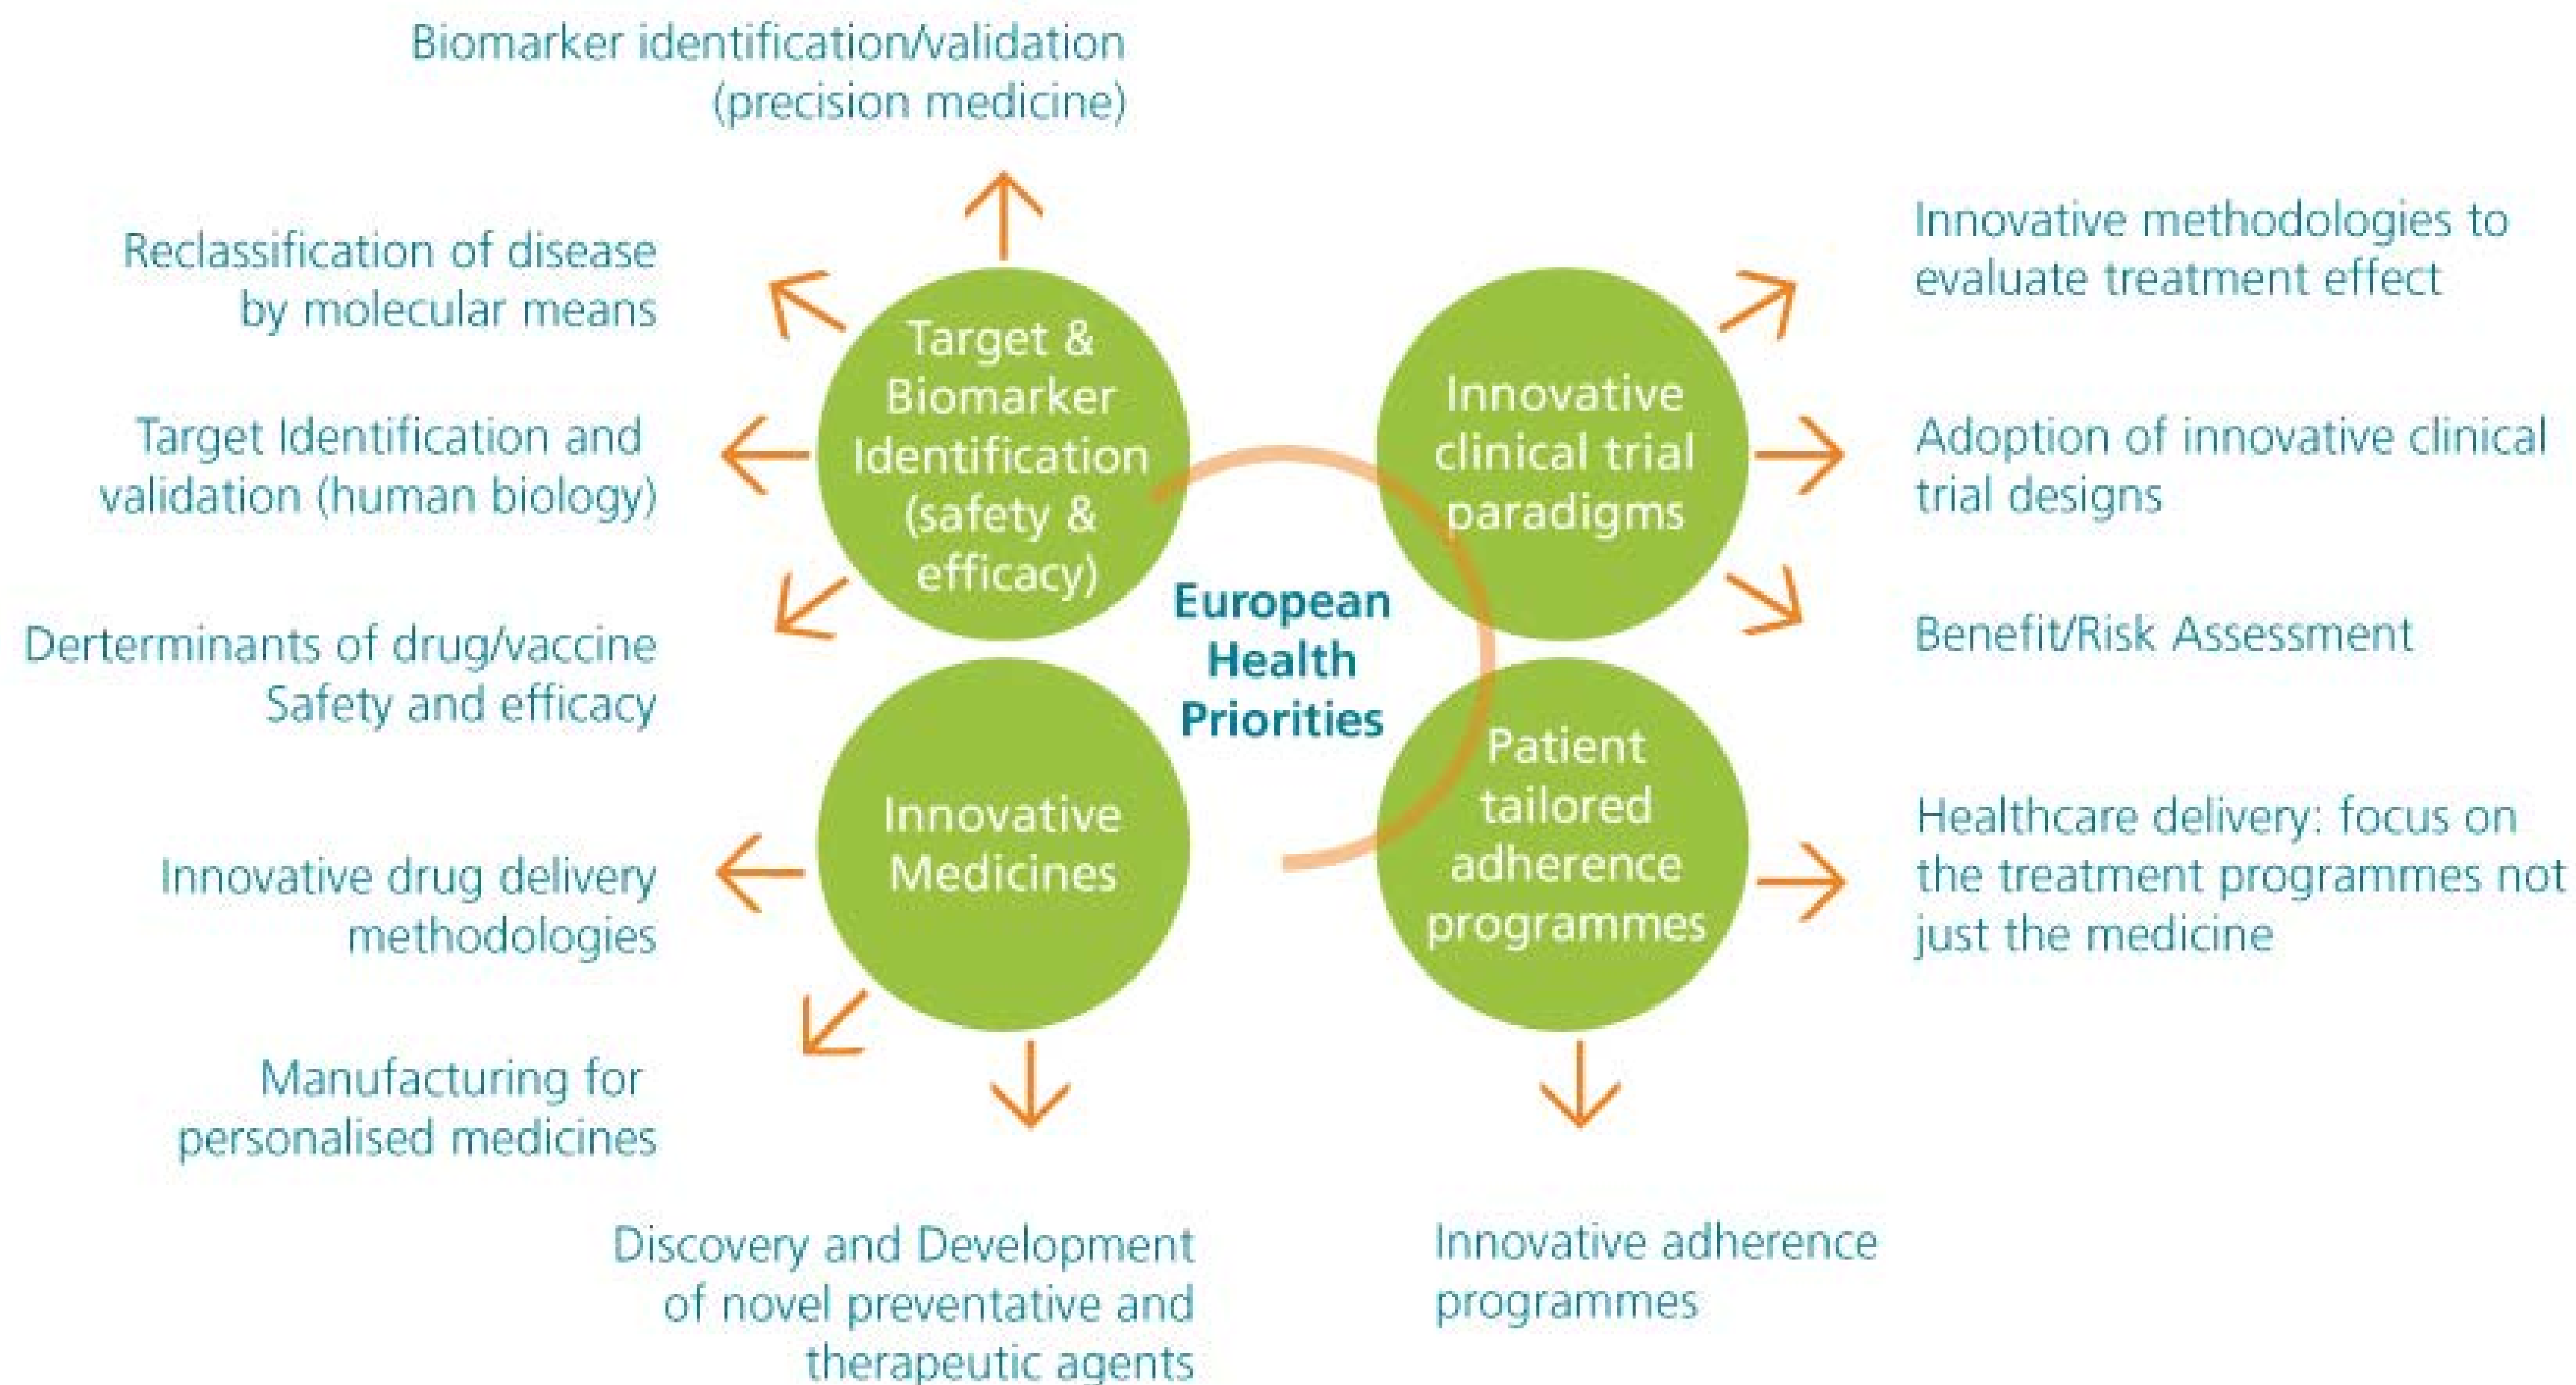 Biomarker identification/validation
(precision medicine)
Reclassification of disease
by molecular means
Target Identification and
validation (human biology)
Derterminants of drug/vaccine
Safety and efficacy
Target &
Biomarker
Identification
(safety &
efficacy)
Innovative
clinical trial
paradigms
Innovative methodologies to
evaluate treatment effect
Adoption of innovative clinical
trial designs
Benefit/Risk Assessment
European
Health
Priorities
Innovative drug delivery
methodologies
Manufacturing for
personalised medicines
Innovative
Medicines
Discovery and Development
of novel preventative and
therapeutic agents
Patient
tailored
adherence
programmes
Healthcare delivery: focus on
the treatment programmes not
just the medicine
Innovative adherence
programmes